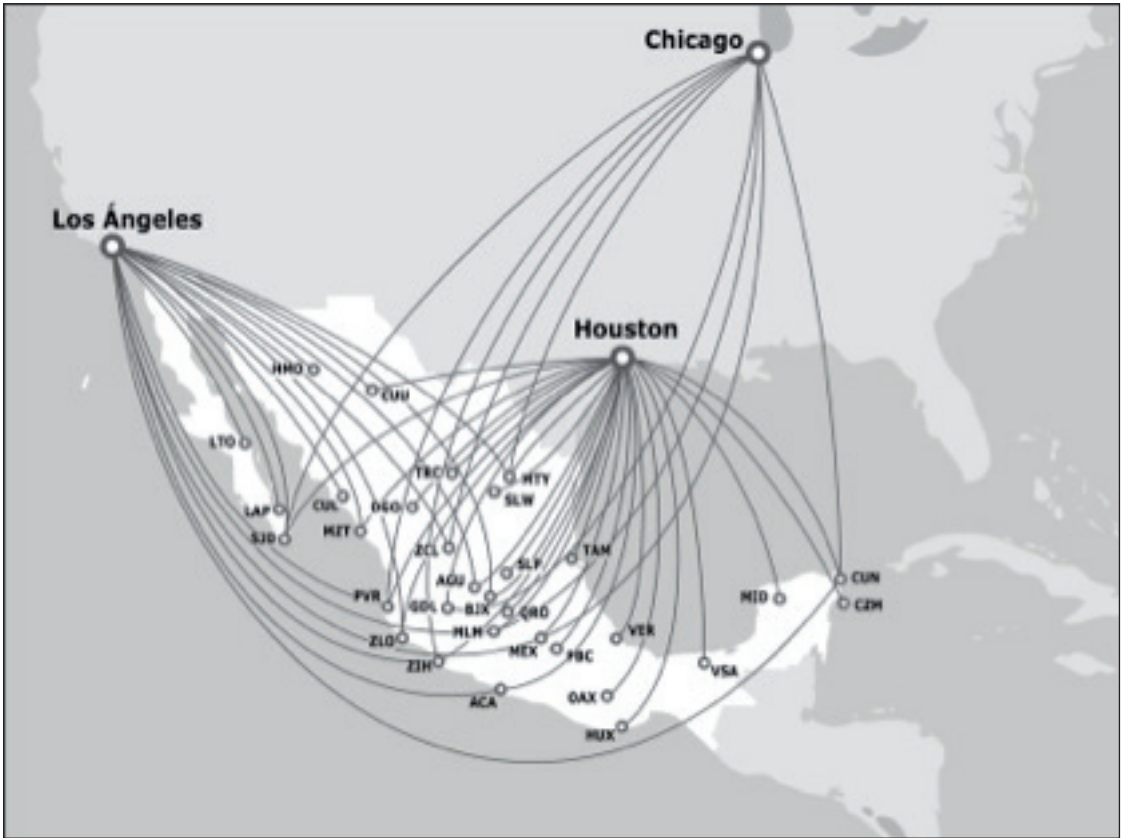 Chicago
Los Ángeles
Houston
HMO
CUU
LTO
TRC
MTY
SLW
LAP
CUL
DGO
SJD
MZT
ZCL
SLP
TAM
AGU
CUN
PVR
GDL
BJX
QRO
MID
CZM
MLM
VER
ZLO
MEX
PBC
ZIH
VSA
ACA
OAX
HUX